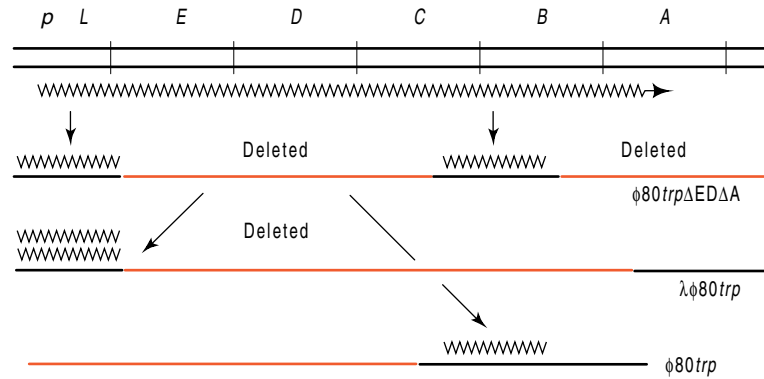 p L E D C B A
Deleted Deleted
ϕ80trpΔEDΔA
Deleted
λϕ80trp
ϕ80trp